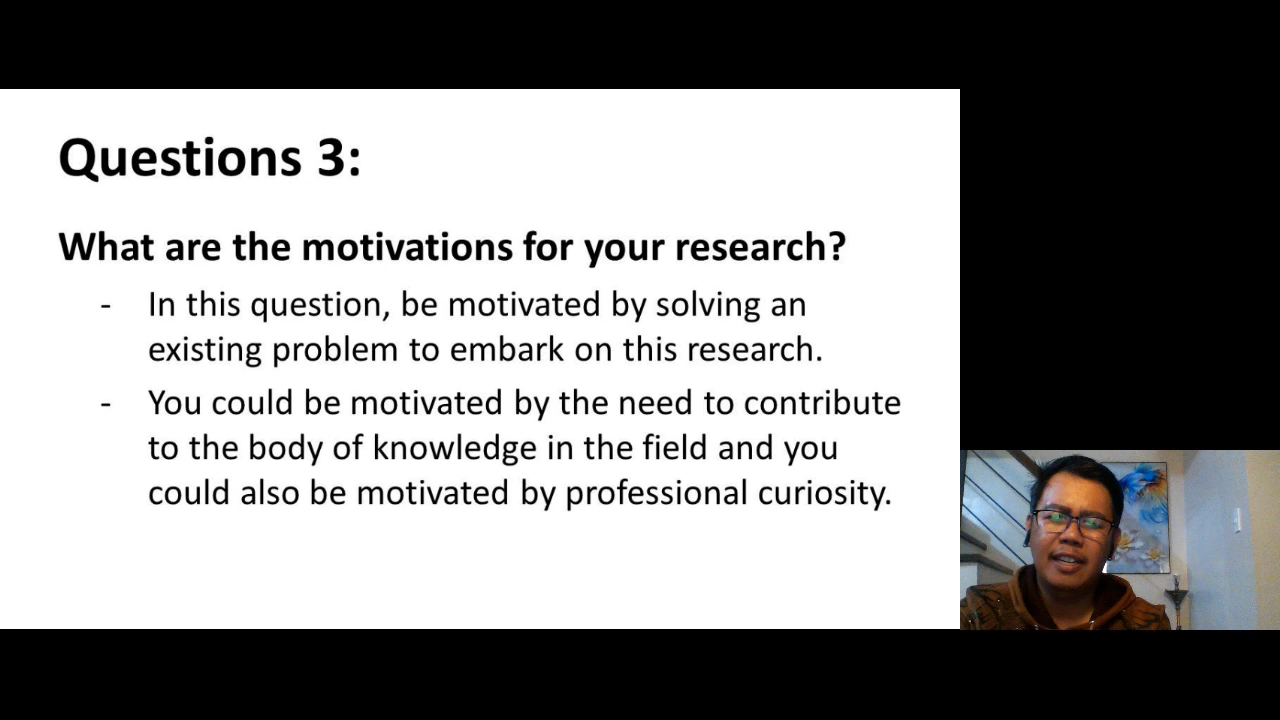 Questions 3:
What are the motivations for your research?
- In this question, be motivated by solving an
existing problem to embark on this research.
- You could be motivated by the need to contribute
to the body of knowledge in the field and you
could also be motivated by professional curiosity.